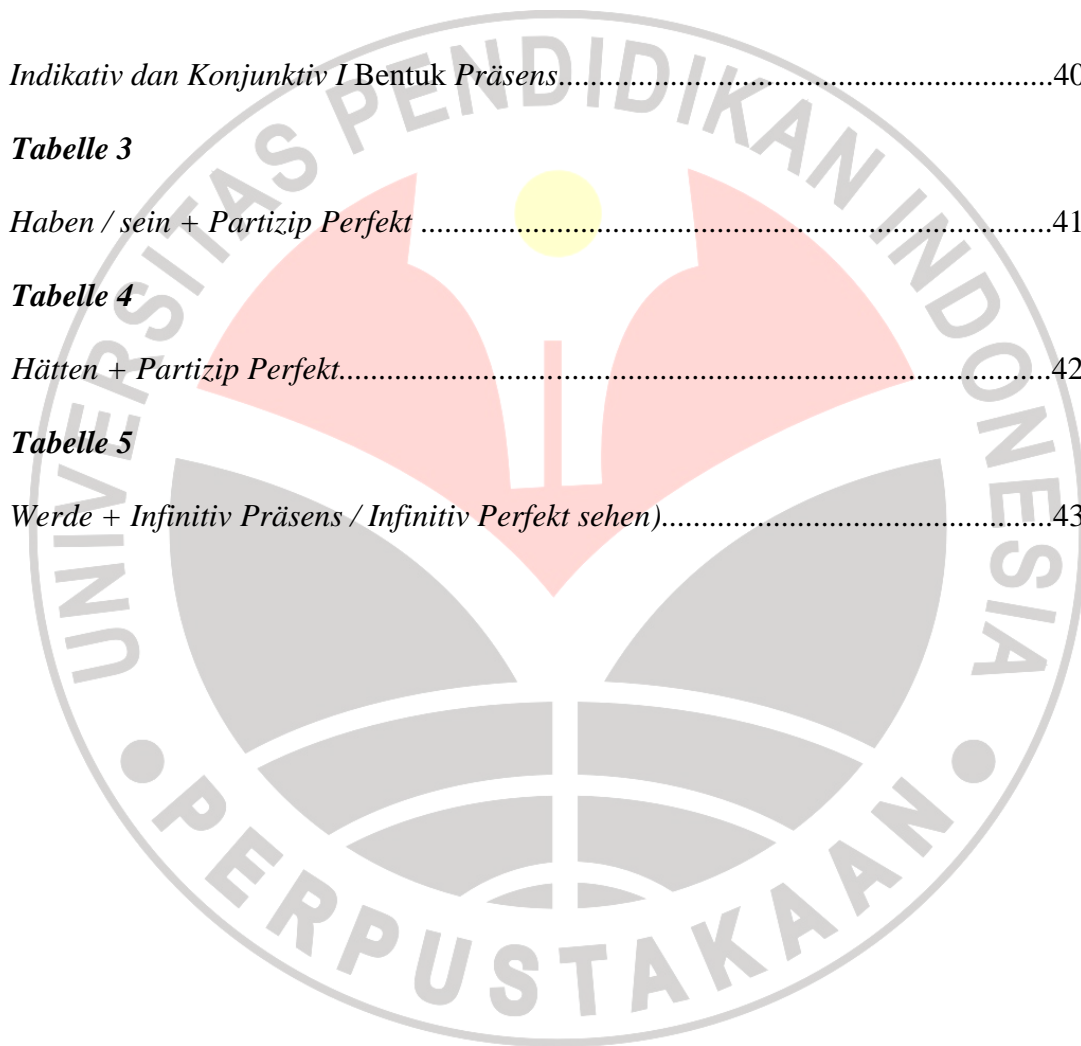 Indikativ dan Konjunktiv I Bentuk Präsens...............................................................................40
Tabelle 3
Haben / sein + Partizip Perfekt ..................................................................................................41
Tabelle 4
Hätten + Partizip Perfekt..............................................................................................................42
Tabelle 5
Werde + Infinitiv Präsens / Infinitiv Perfekt sehen).........................................................43
UNIVERSITAS PENDIDIKAN INDONESIA
PERPUSTAKAAN